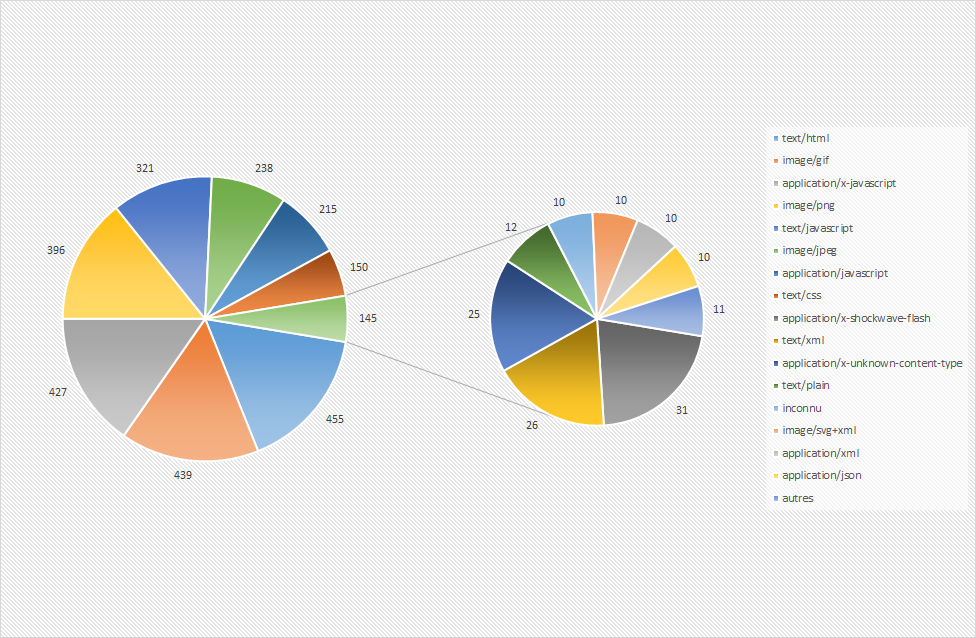 321
238
215
396
150
145
427
455
439
10
10
10
12
10
11
25
31
26
text/html
image/gif
application/x-javascript
image/png
text/javascript
image/jpeg
application/javascript
text/css
application/x-shockwave-flash
text/xml
application/x-unknown-content-type
text/plain
inconnu
image/svg+xml
application/xml
application/json
autres